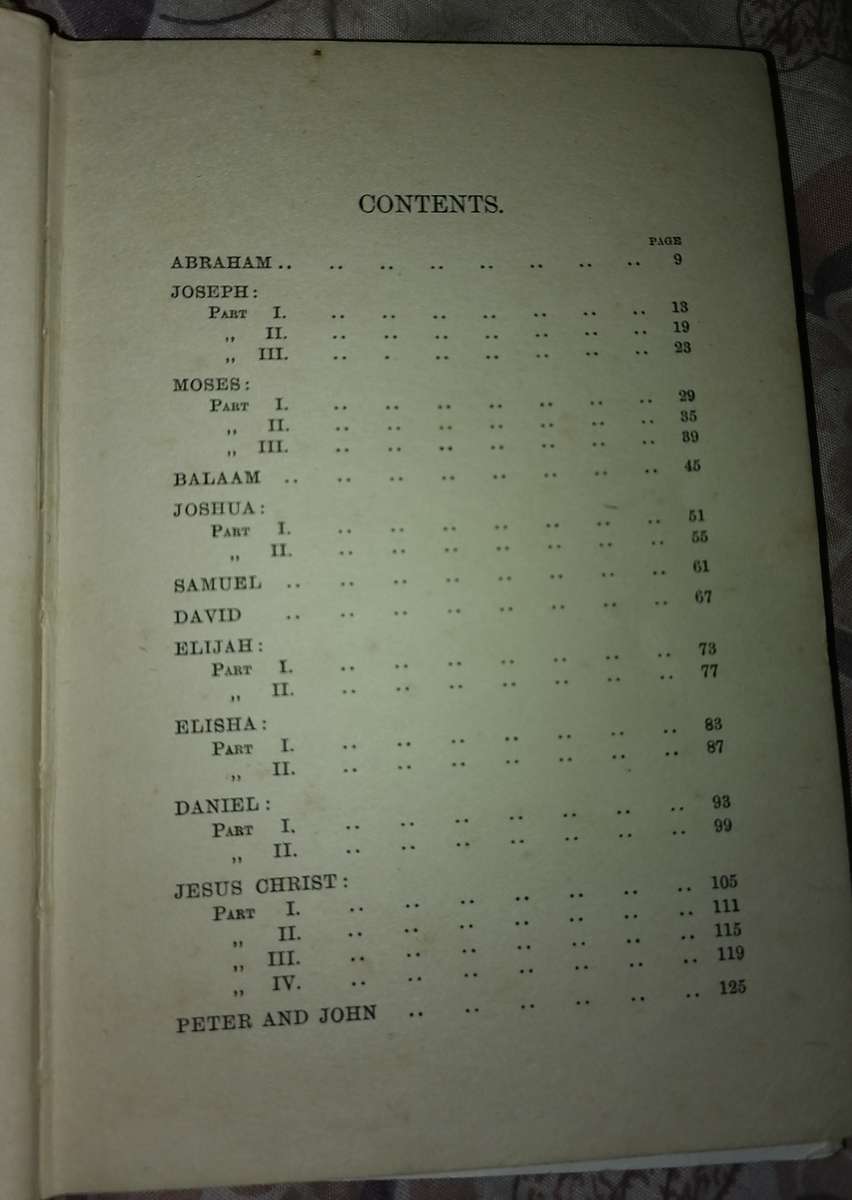 CONTENTS.
PAGE
ABRAHAM .. .. .. .. .. .. .. .. 9
JOSEPH:
PART I. .. .. .. .. .. .. .. 13
„ II. .. .. .. .. .. .. .. 19
„ III. .. . .. .. .. .. .. 23
MOSES:
PART I. .. .. .. .. .. .. .. 29
„ II. .. .. .. .. .. .. .. 35
„ III. .. .. .. .. .. .. .. 39
BALAAM .. .. .. .. .. .. .. .. 45
JOSHUA:
PART I. .. .. .. .. .. .. .. 51
„ II. .. .. .. .. .. .. .. 55
SAMUEL .. .. .. .. .. .. .. .. 61
DAVID .. .. .. .. .. .. .. .. 67
ELIJAH:
PART I. .. .. .. .. .. .. .. 73
„ II. .. .. .. .. .. .. .. 77
ELISHA:
PART I. .. .. .. .. .. .. .. 83
„ II. .. .. .. .. .. .. .. 87
DANIEL:
PART I. .. .. .. .. .. .. .. 93
„ II. .. .. .. .. .. .. .. 99
JESUS CHRIST:
PART I. .. .. .. .. .. .. .. 105
„ II. .. .. .. .. .. .. .. 111
„ III. .. .. .. .. .. .. .. 115
„ IV. .. .. .. .. .. .. .. 119
PETER AND JOHN .. .. .. .. .. .. 125